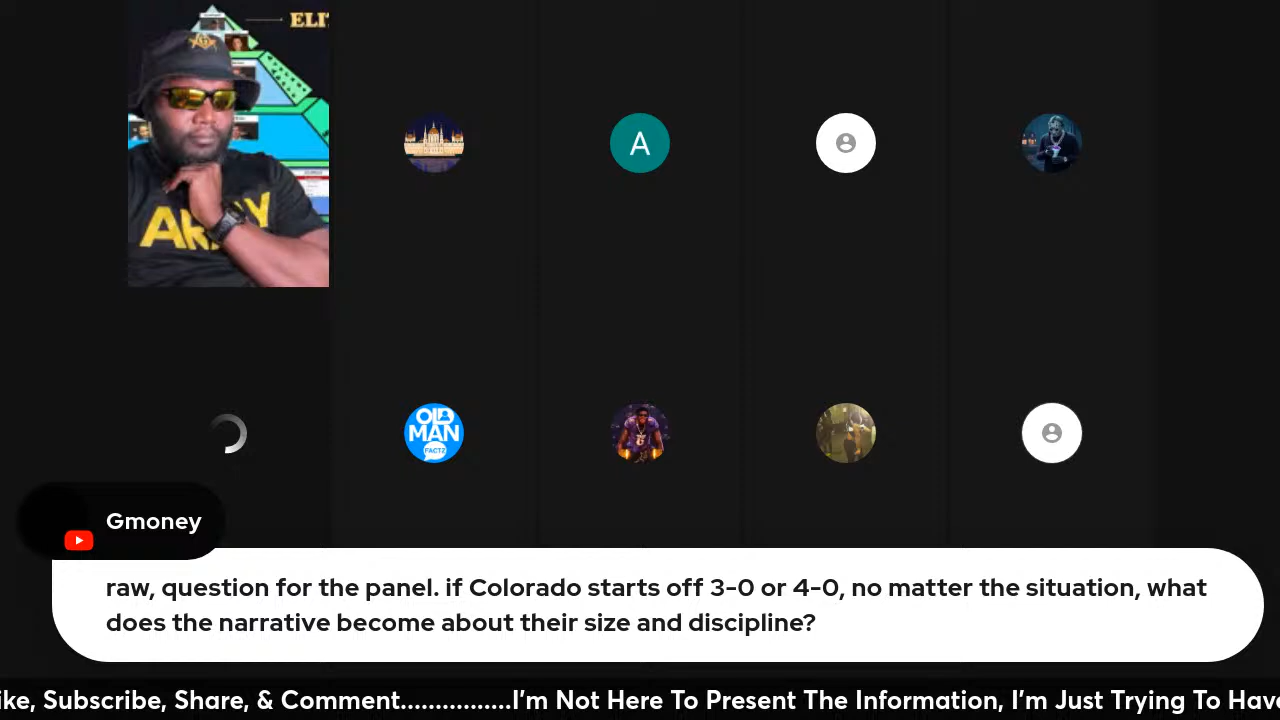 ELI
G
ARMY
A
OLD
MAN
FACTZ
Gmoney
raw, question for the panel. if Colorado starts off 3-0 or 4-0, no matter the situation, what
does the narrative become about their size and discipline?
ike, Subscribe, Share, & Comment................I'm Not Here To Present The Information, I'm Just Trying To Hav